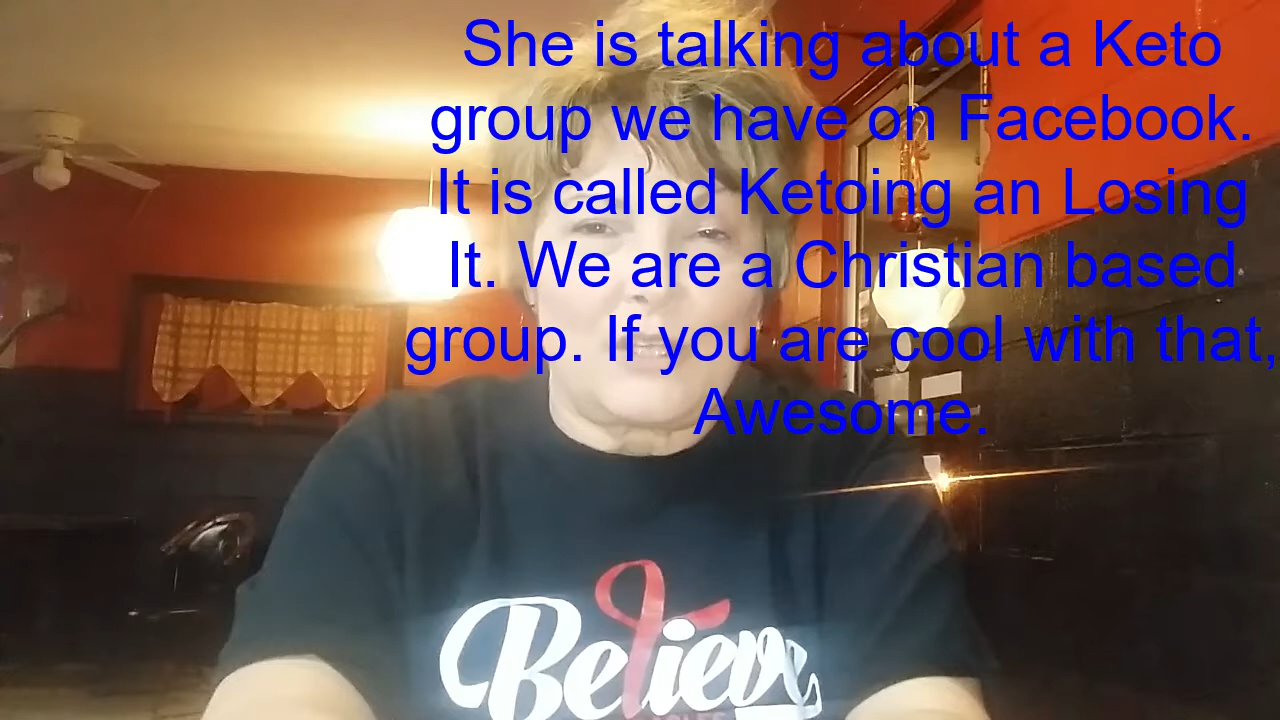 She is talking about a Keto
group we have on Facebook.
It is called Ketoing an Losing
It. We are a Christian based
group. If you are cool with that,
Awesome.
Believe